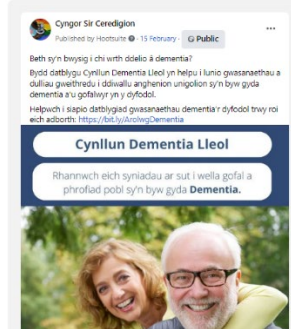 Cyngor Sir Ceredigion
Published by Hootsuite · 15 February · Public
Beth sy'n bwysig i chi wrth ddelio â dementia?
Bydd datblygu Cynllun Dementia Lleol yn helpu i lunio gwasanaethau a
dulliau gweithredu i ddiwallu anghenion unigolion sy'n byw gyda
dementia a'u gofalwyr yn y dyfodol.
Helpwch i siapio datblygiad gwasanaethau dementia'r dyfodol trwy roi
eich adborth: https://bit.ly/ArolwgDementia
Cynllun Dementia Lleol
Rhannwch eich syniadau ar sut i wella gofal a
phrofiad pobl sy'n byw gyda Dementia.